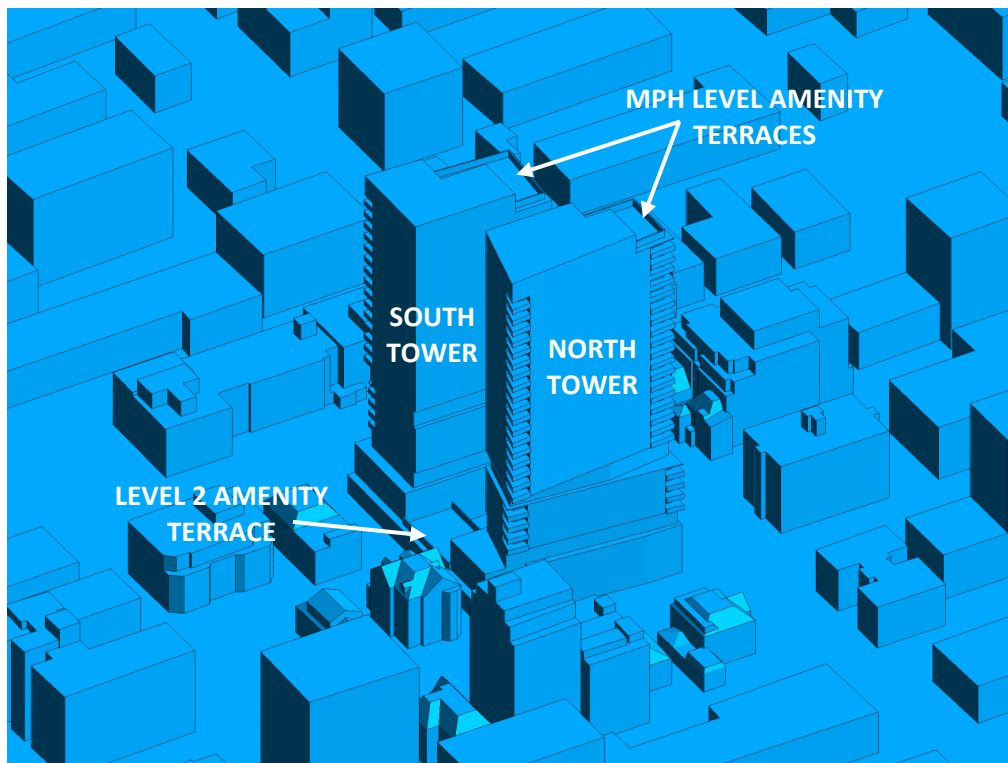 MPH LEVEL AMENITY
TERRACES
SOUTH
TOWER
NORTH
TOWER
LEVEL 2 AMENITY
TERRACE